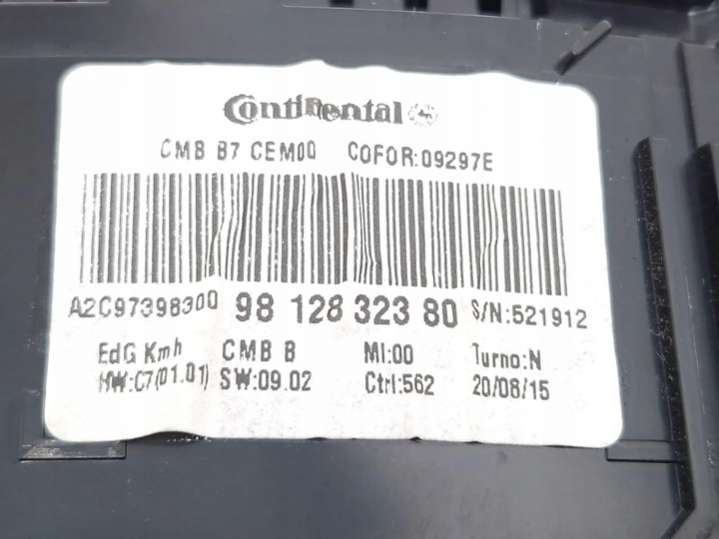 Continental
CMB B7 CEM00 COFOR:09297E
A2C97398300 98 128 323 80 S/N:521912
EdG Kmh CMB B MI:00 Turno:N
HW:C7(01.01) SW:09.02 Ctrl:562 20/08/15